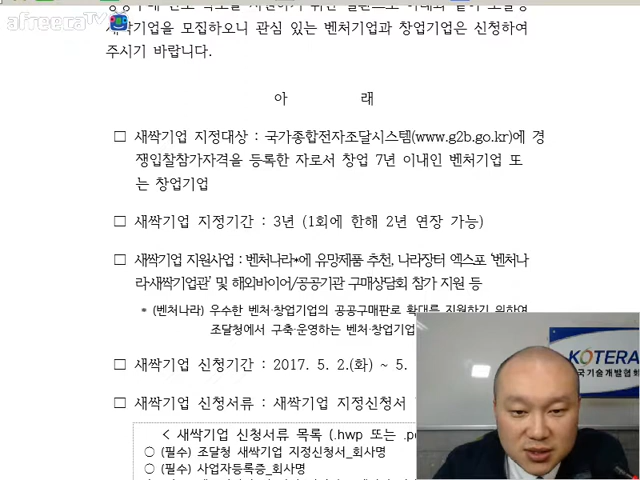 afreecaTV
새싹기업을 모집하오니 관심 있는 벤처기업과 창업기업은 신청하여
주시기 바랍니다.
아 래
□ 새싹기업 지정대상 : 국가종합전자조달시스템(www.g2b.go.kr)에 경
쟁입찰참가자격을 등록한 자로서 창업 7년 이내인 벤처기업 또
는 창업기업
□ 새싹기업 지정기간 : 3년 (1회에 한해 2년 연장 가능)
□ 새싹기업 지원사업 : 벤처나라*에 유망제품 추천, 나라장터 엑스포 '벤처나
라·새싹기업관' 및 해외바이어/공공기관 구매상담회 참가 지원 등
* (벤처나라) 우수한 벤처·창업기업의 공공구매판로 확대를 지원하기 위하여
조달청에서 구축·운영하는 벤처·창업기업
□ 새싹기업 신청기간 : 2017. 5. 2.(화) ~ 5.
□ 새싹기업 신청서류 : 새싹기업 지정신청서
< 새싹기업 신청서류 목록 (.hwp 또는
○ (필수) 조달청 새싹기업 지정신청서_회사명
○ (필수) 사업자등록증_회사명
KOTERA
국기술개발협회